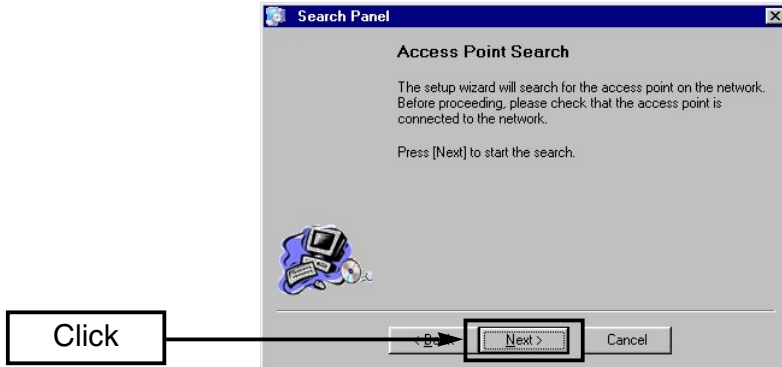 Search Panel
Access Point Search
The setup wizard will search for the access point on the network.
Before proceeding, please check that the access point is
connected to the network.
Press [Next] to start the search.
Click
Next >
Cancel